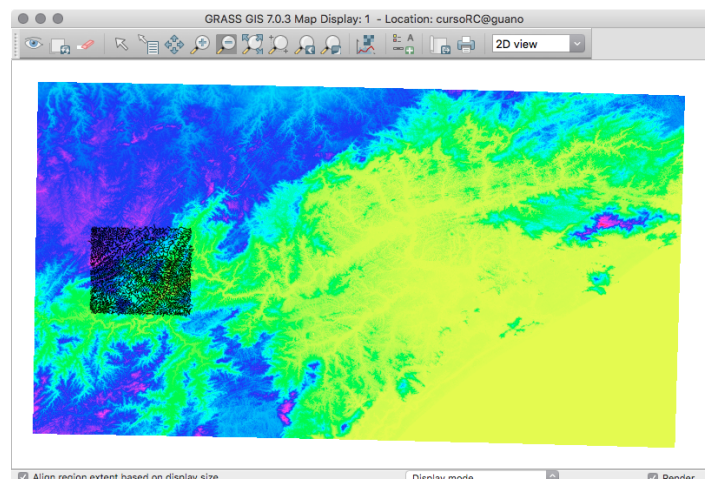 GRASS GIS 7.0.3 Map Display: 1 - Location: cursoRC@guano
2D view
Align region extent based on display size
Display mode
Render